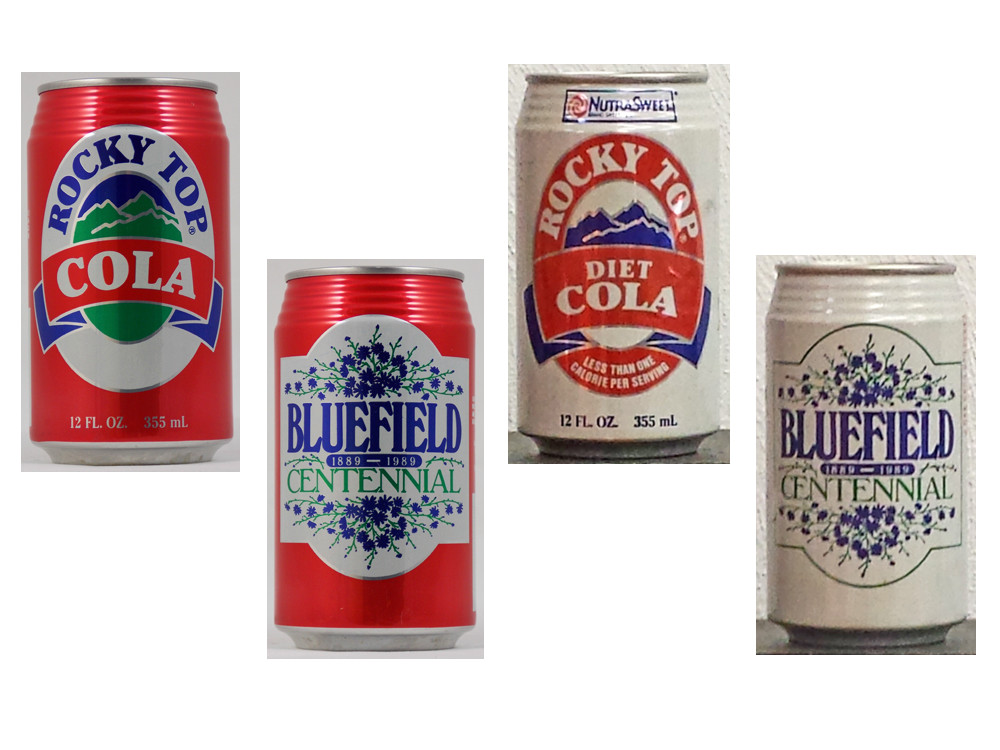 ROCKY TOP®
COLA
12 FL. OZ. 355 mL
BLUEFIELD
1889 — 1989
CENTENNIAL
NUTRASWEET
ROCKY TOP®
DIET
COLA
LESS THAN ONE
CALORIE PER SERVING
12 FL. OZ. 355 mL
BLUEFIELD
1889 — 1989
CENTENNIAL